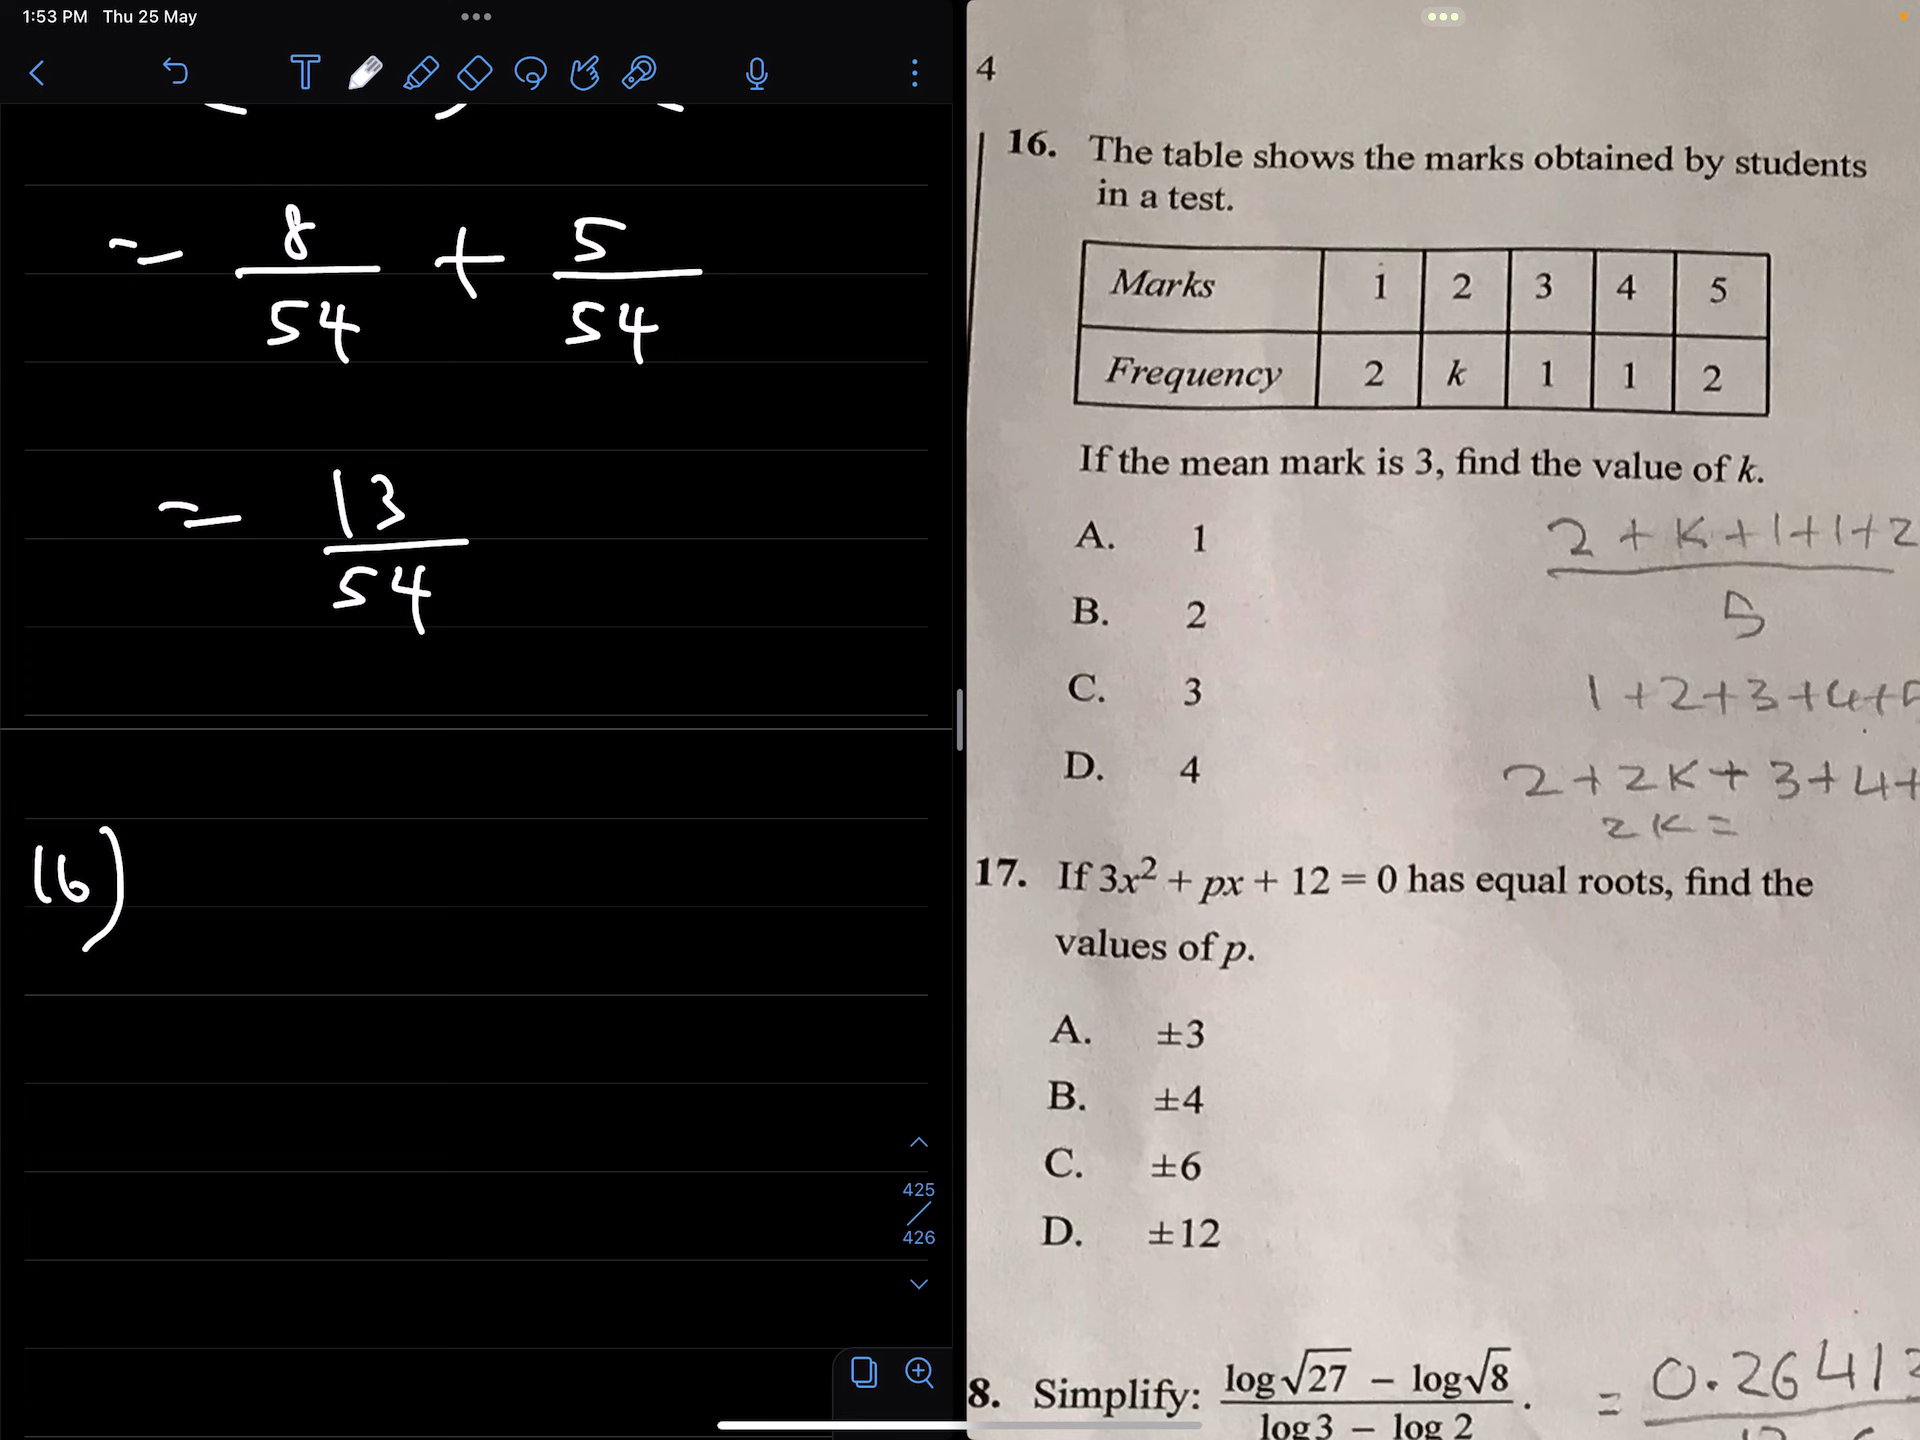 1:53 PM Thu 25 May
= 8/54 + 5/54
= 13/54
16)
425
426
4
16. The table shows the marks obtained by students
in a test.
Marks 1 2 3 4 5
Frequency 2 k 1 1 2
If the mean mark is 3, find the value of k.
A. 1
B. 2
C. 3
D. 4
2 + K + 1 + 1 + 2
5
1 + 2 + 3 + 4 +
2 + 2K + 3 + 4 +
2K =
17. If 3x² + px + 12 = 0 has equal roots, find the
values of p.
A. ±3
B. ±4
C. ±6
D. ±12
8. Simplify: log√27 − log√8 / log 3 − log 2 .
= 0.2641